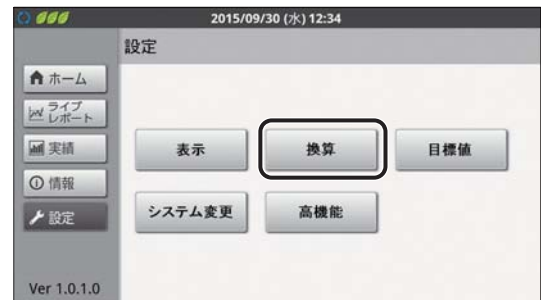 2015/09/30 (水) 12:34
設定
ホーム
ライブ
レポート
実績
情報
設定
表示
換算
目標値
システム変更
高機能
Ver 1.0.1.0